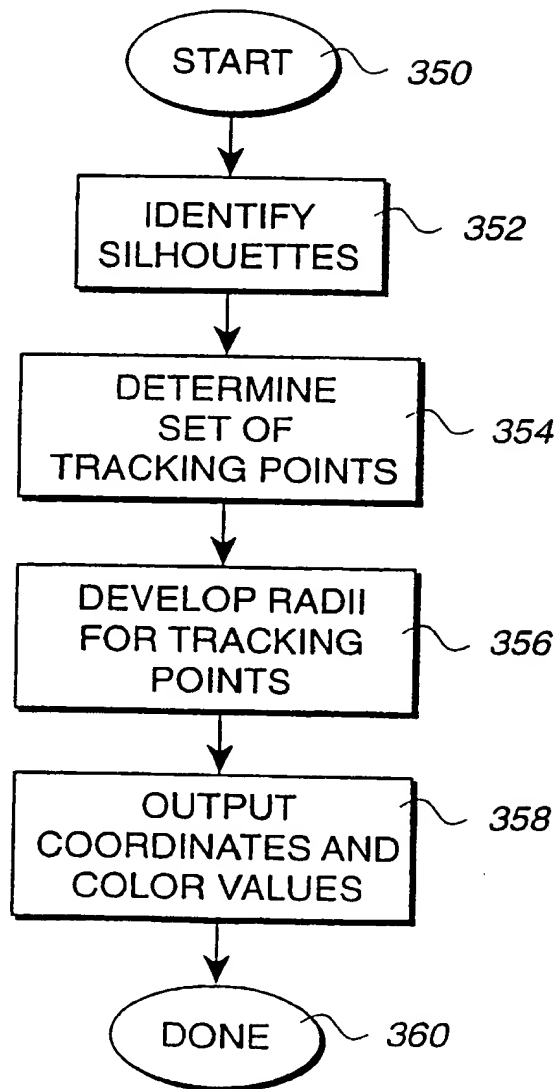 START
350
IDENTIFY
SILHOUETTES
352
DETERMINE
SET OF
TRACKING POINTS
354
DEVELOP RADII
FOR TRACKING
POINTS
356
OUTPUT
COORDINATES AND
COLOR VALUES
358
DONE
360